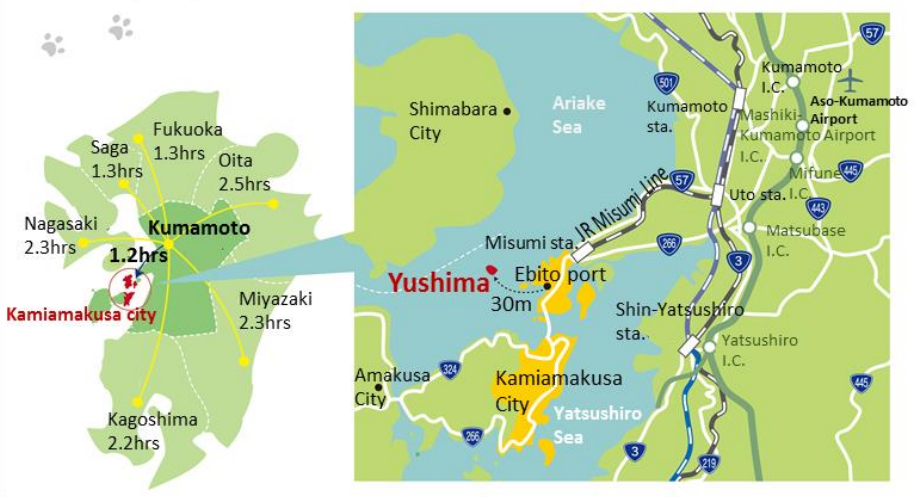 Fukuoka
1.3hrs
Saga
1.3hrs
Oita
2.5hrs
Nagasaki
2.3hrs
Kumamoto
1.2hrs
Kamiamakusa city
Miyazaki
2.3hrs
Kagoshima
2.2hrs
57
Kumamoto
I.C.
501
Shimabara
City
Ariake
Sea
Kumamoto
sta.
Aso-Kumamoto
Airport
Mashiki-
Kumamoto Airport
I.C.
Mifune
I.C.
445
57
JR Misumi Line
Uto sta.
443
Matsubase
I.C.
Misumi sta.
266
3
Yushima
Ebito port
30m
Shin-Yatsushiro
sta.
Yatsushiro
I.C.
324
Amakusa
City
Kamiamakusa
City
445
Yatsushiro
Sea
266
3
219